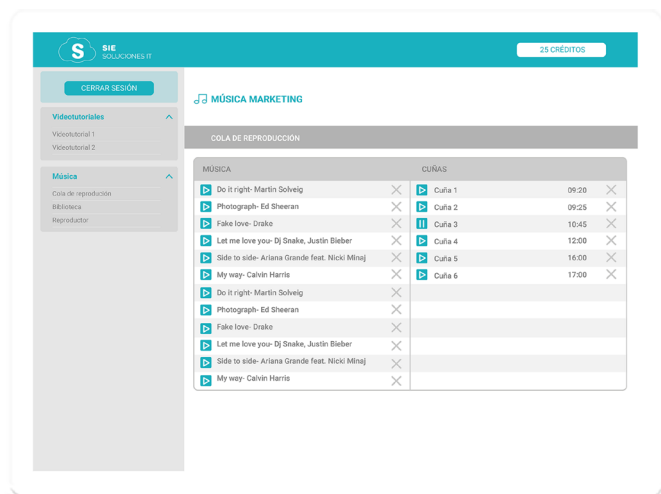 S
SIE
SOLUCIONES IT
25 CRÉDITOS
CERRAR SESIÓN
Videotutoriales
Videotutorial 1
Videotutorial 2
Música
Cola de reproducción
Biblioteca
Reproductor
MÚSICA MARKETING
COLA DE REPRODUCCIÓN
MÚSICA CUÑAS
Do it right- Martin Solveig Cuña 1 09:20
Photograph- Ed Sheeran Cuña 2 09:25
Fake love- Drake Cuña 3 10:45
Let me love you- Dj Snake, Justin Bieber Cuña 4 12:00
Side to side- Ariana Grande feat. Nicki Minaj Cuña 5 16:00
My way- Calvin Harris Cuña 6 17:00
Do it right- Martin Solveig
Photograph- Ed Sheeran
Fake love- Drake
Let me love you- Dj Snake, Justin Bieber
Side to side- Ariana Grande feat. Nicki Minaj
My way- Calvin Harris